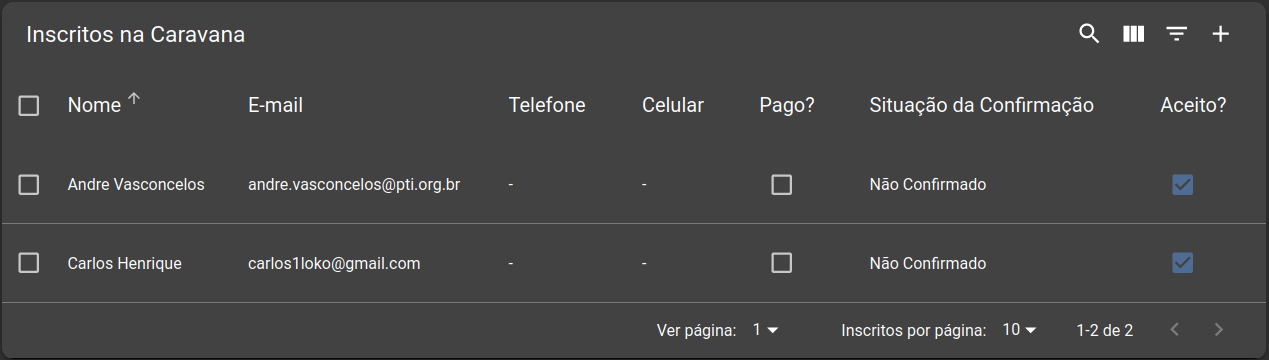 Inscritos na Caravana
Nome E-mail Telefone Celular Pago? Situação da Confirmação Aceito?
Andre Vasconcelos andre.vasconcelos@pti.org.br - - Não Confirmado
Carlos Henrique carlos1loko@gmail.com - - Não Confirmado
Ver página: 1 Inscritos por página: 10 1-2 de 2